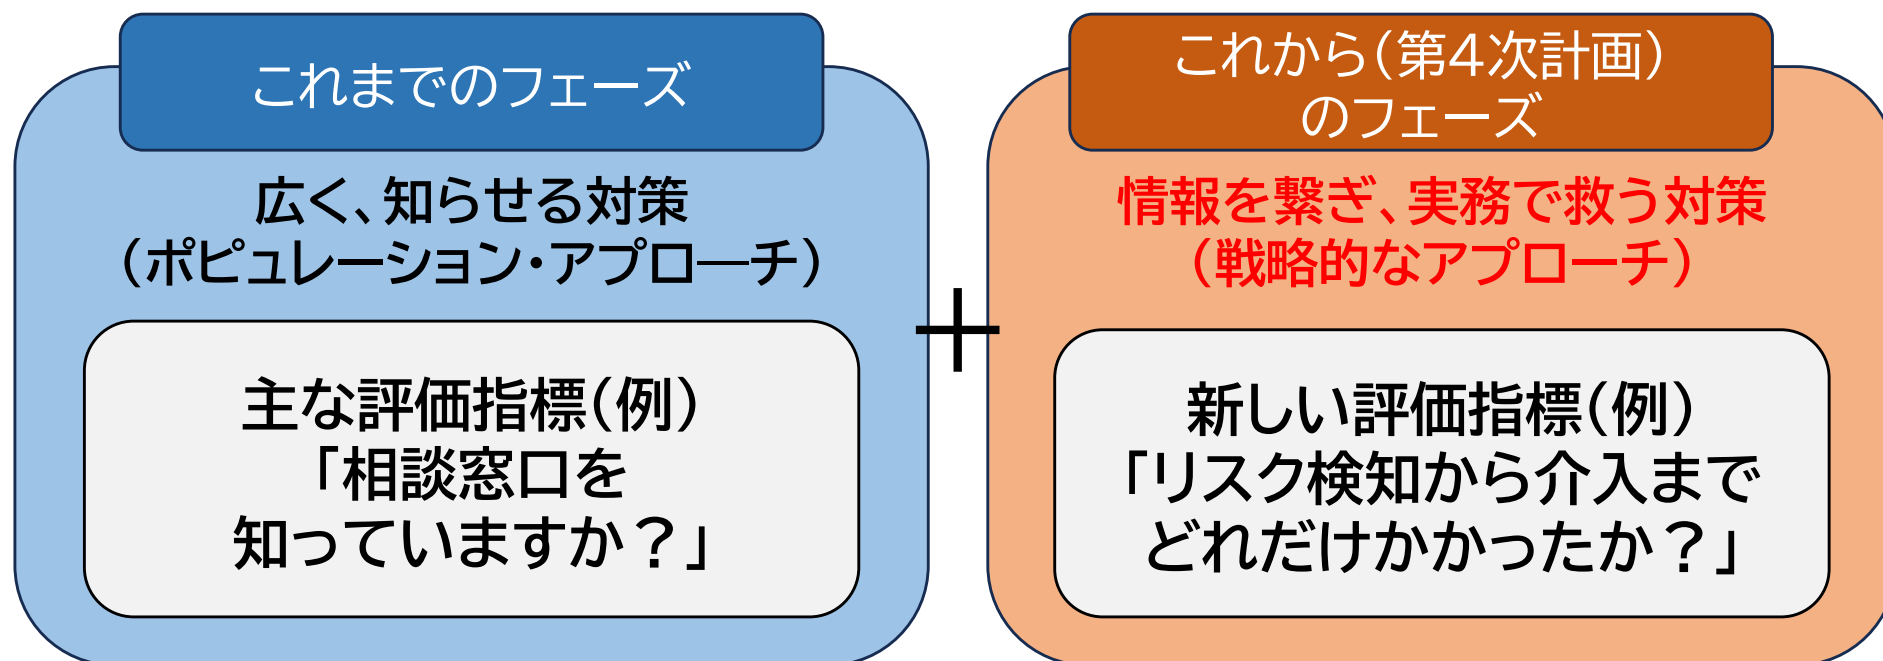 これまでのフェーズ
広く、知らせる対策
（ポピュレーション・アプロ―チ）
主な評価指標（例）
「相談窓口を
知っていますか？」
＋
これから（第4次計画）
のフェーズ
情報を繋ぎ、実務で救う対策
（戦略的なアプローチ）
新しい評価指標（例）
「リスク検知から介入まで
どれだけかかったか？」